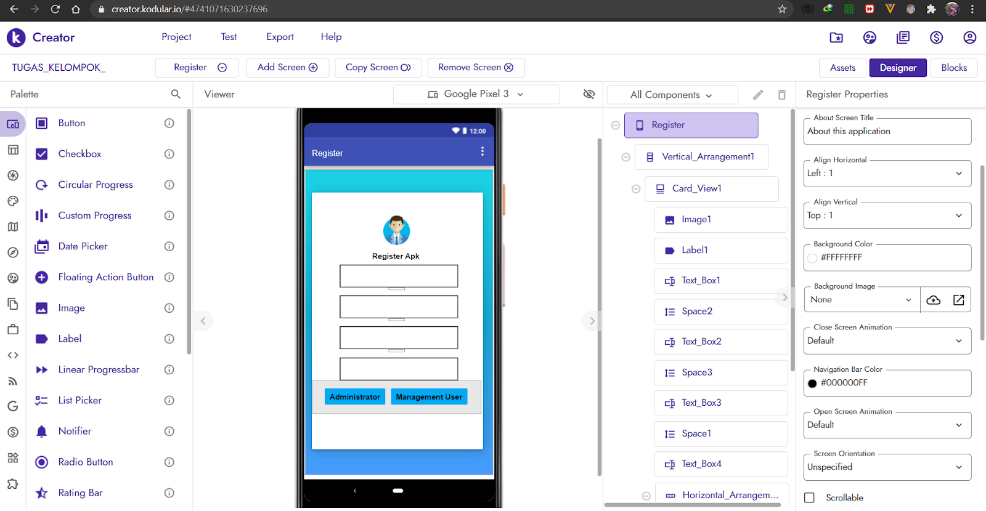 creator.kodular.io/#4741071630237696
Creator
Project
Test
Export
Help
TUGAS_KELOMPOK_
Register
Add Screen
Copy Screen
Remove Screen
Assets
Designer
Blocks
Palette
Viewer
Google Pixel 3
All Components
Register Properties
Button
Checkbox
Circular Progress
Custom Progress
Date Picker
Floating Action Button
Image
Label
Linear Progressbar
List Picker
Notifier
Radio Button
Rating Bar
12:00
Register
Register Apk
Administrator
Management User
Register
Vertical_Arrangement1
Card_View1
Image1
Label1
Text_Box1
Space2
Text_Box2
Space3
Text_Box3
Space1
Text_Box4
Horizontal_Arrangem...
About Screen Title
About this application
Align Horizontal
Left : 1
Align Vertical
Top : 1
Background Color
#FFFFFFFF
Background Image
None
Close Screen Animation
Default
Navigation Bar Color
#000000FF
Open Screen Animation
Default
Screen Orientation
Unspecified
Scrollable